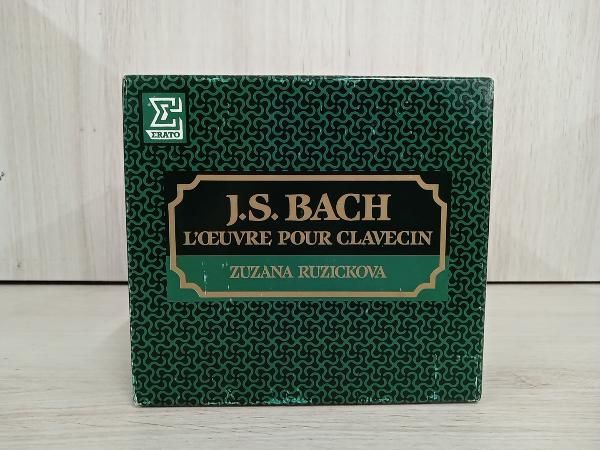 ERATO
J.S. BACH
L'ŒUVRE POUR CLAVECIN
ZUZANA RUZICKOVA